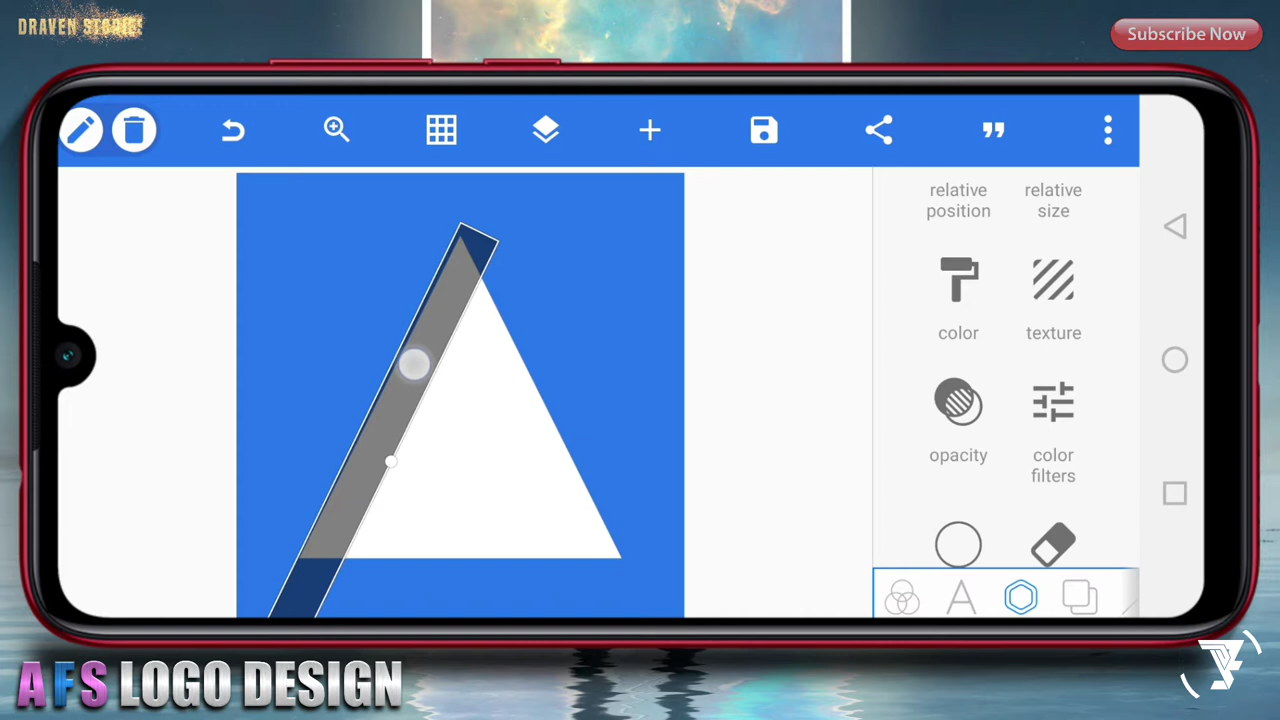 DRAVEN STORIES
Subscribe Now
relative
position
relative
size
color
texture
opacity
color
filters
AFS LOGO DESIGN